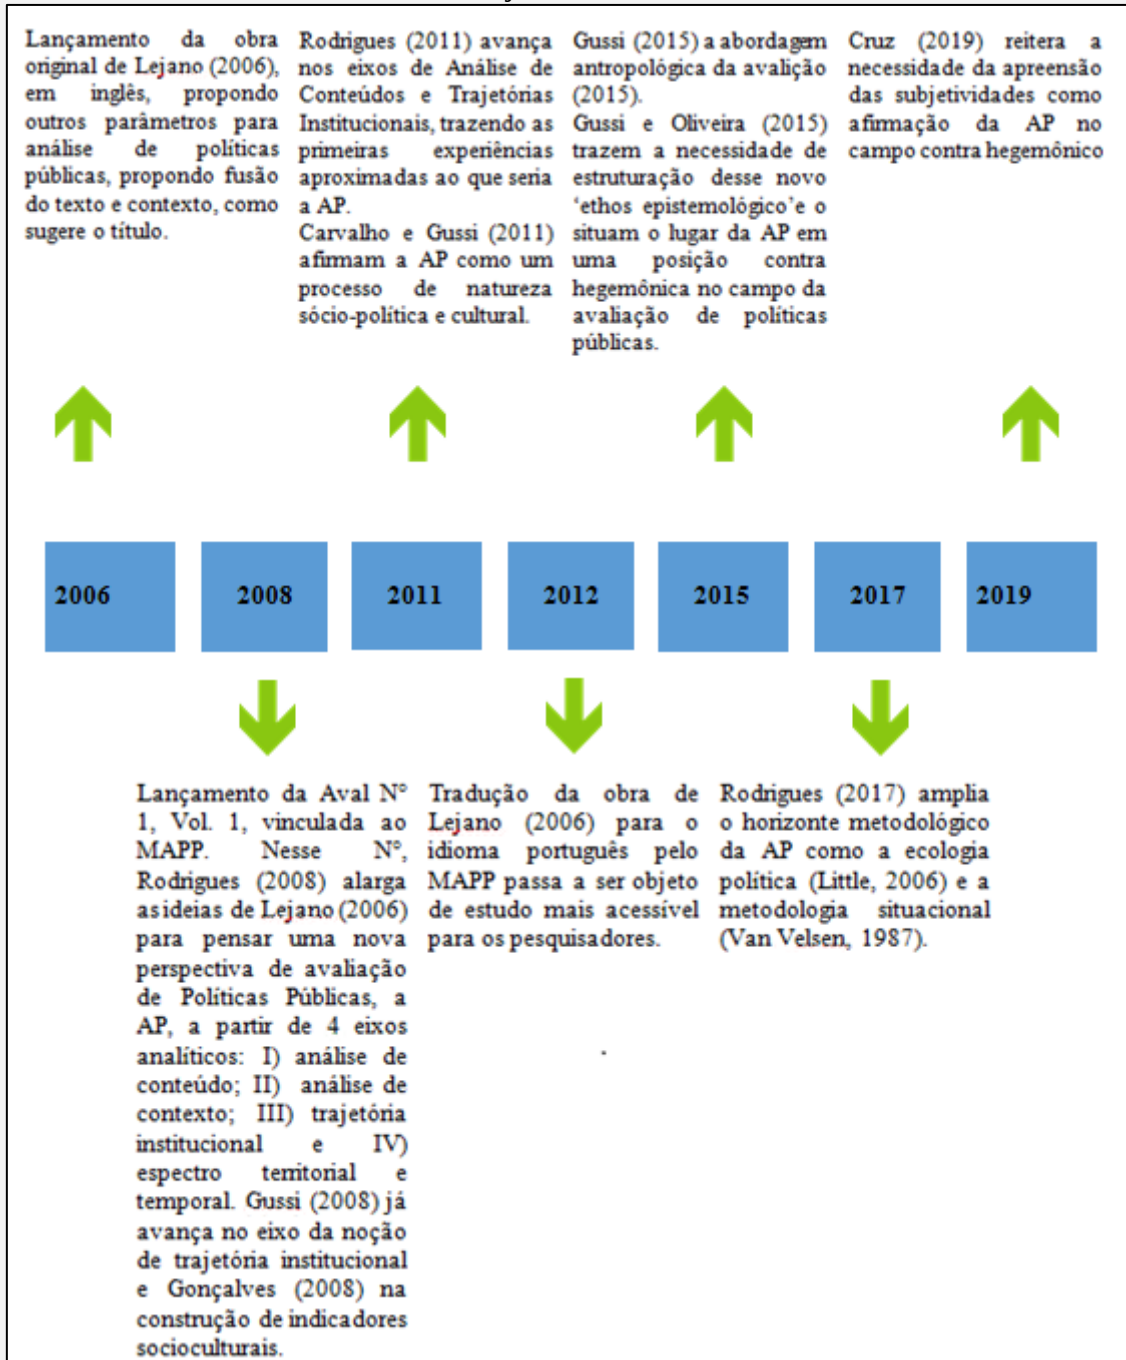 Lançamento da obra
original de Lejano (2006),
em inglês, propondo
outros parâmetros para
análise de políticas
públicas, propondo fusão
do texto e contexto, como
sugere o título.
Rodrigues (2011) avança
nos eixos de Análise de
Conteúdos e Trajetórias
Institucionais, trazendo as
primeiras experiências
aproximadas ao que seria
a AP.
Carvalho e Gussi (2011)
afirmam a AP como um
processo de natureza
sócio-política e cultural.
Gussi (2015) a abordagem
antropológica da avalição
(2015).
Gussi e Oliveira (2015)
trazem a necessidade de
estruturação desse novo
‘ethos epistemológico’e o
situam o lugar da AP em
uma posição contra
hegemônica no campo da
avaliação de políticas
públicas.
Cruz (2019) reitera a
necessidade da apreensão
das subjetividades como
afirmação da AP no
campo contra hegemônico
2006
2008
2011
2012
2015
2017
2019
Lançamento da Aval N°
1, Vol. 1, vinculada ao
MAPP. Nesse N°,
Rodrigues (2008) alarga
as ideias de Lejano (2006)
para pensar uma nova
perspectiva de avaliação
de Políticas Públicas, a
AP, a partir de 4 eixos
analíticos: I) análise de
conteúdo; II) análise de
contexto; III) trajetória
institucional e IV)
espectro territorial e
temporal. Gussi (2008) já
avança no eixo da noção
de trajetória institucional
e Gonçalves (2008) na
construção de indicadores
socioculturais.
Tradução da obra de
Lejano (2006) para o
idioma português pelo
MAPP passa a ser objeto
de estudo mais acessível
para os pesquisadores.
Rodrigues (2017) amplia
o horizonte metodológico
da AP como a ecologia
política (Little, 2006) e a
metodologia situacional
(Van Velsen, 1987).